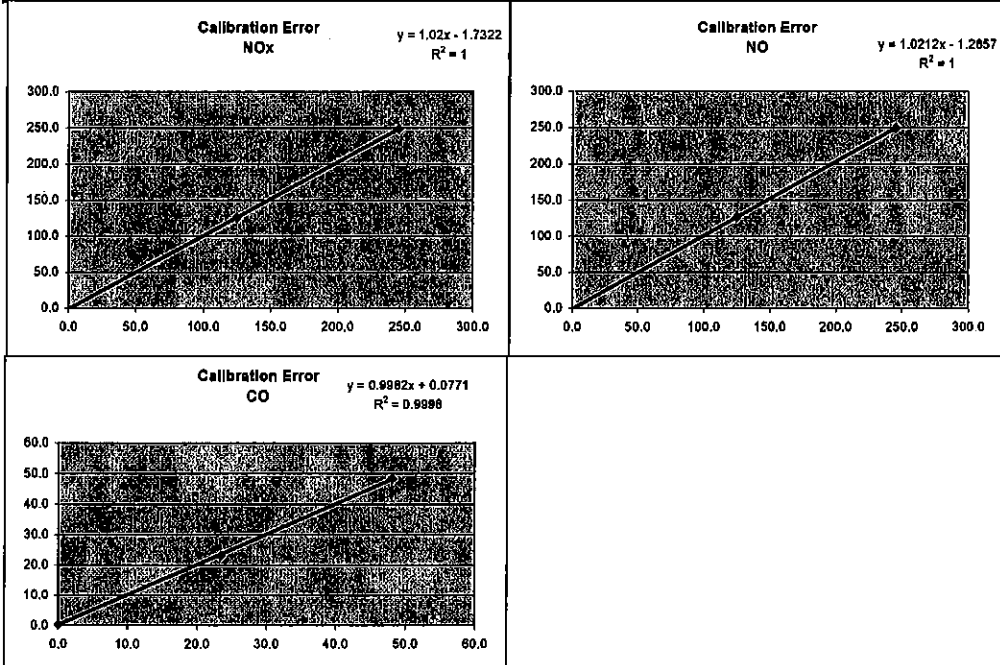 Calibration Error
NOx
y = 1.02x - 1.7322
R² = 1
300.0
250.0
200.0
150.0
100.0
50.0
0.0
0.0 50.0 100.0 150.0 200.0 250.0 300.0
Calibration Error
NO
y = 1.0212x - 1.2657
R² = 1
300.0
250.0
200.0
150.0
100.0
50.0
0.0
0.0 50.0 100.0 150.0 200.0 250.0 300.0
Calibration Error
CO
y = 0.9982x + 0.0771
R² = 0.9998
60.0
50.0
40.0
30.0
20.0
10.0
0.0
0.0 10.0 20.0 30.0 40.0 50.0 60.0